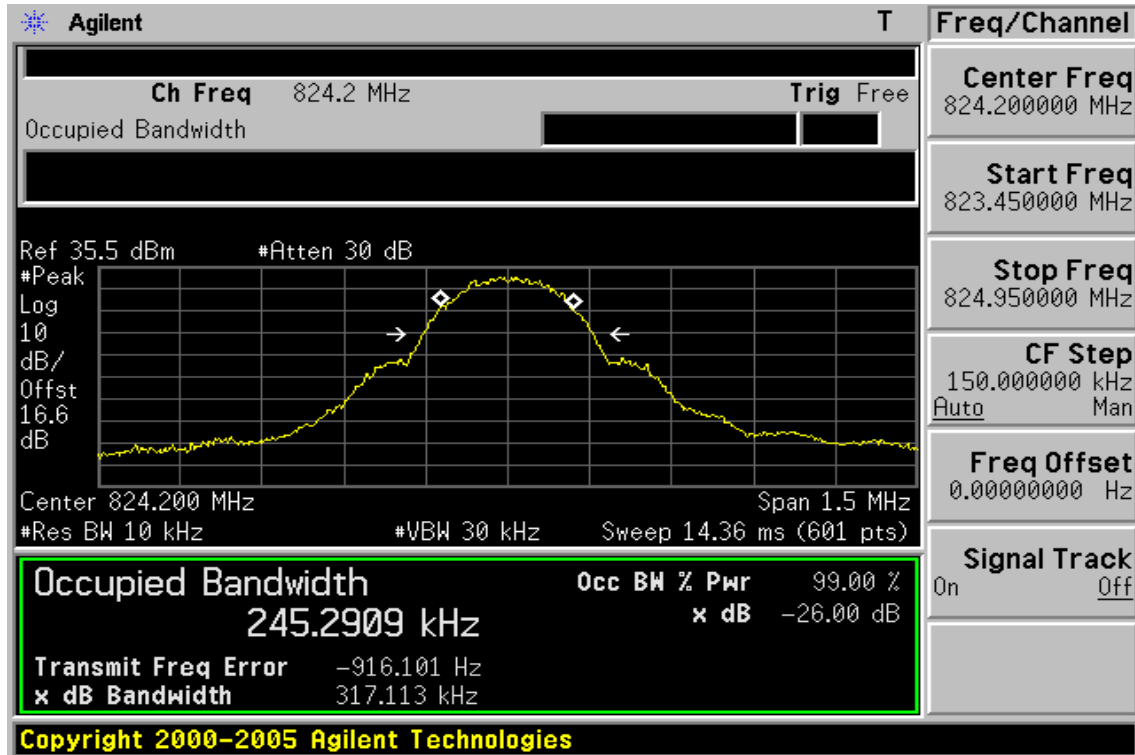 Agilent T
Ch Freq 824.2 MHz Trig Free
Occupied Bandwidth
Ref 35.5 dBm #Atten 30 dB
#Peak
Log
10
dB/
Offst
16.6
dB
Center 824.200 MHz Span 1.5 MHz
#Res BW 10 kHz #VBW 30 kHz Sweep 14.36 ms (601 pts)
Occupied Bandwidth Occ BW % Pwr 99.00 %
245.2909 kHz x dB -26.00 dB
Transmit Freq Error -916.101 Hz
x dB Bandwidth 317.113 kHz
Copyright 2000-2005 Agilent Technologies
Freq/Channel
Center Freq
824.200000 MHz
Start Freq
823.450000 MHz
Stop Freq
824.950000 MHz
CF Step
150.000000 kHz
Auto Man
Freq Offset
0.00000000 Hz
Signal Track
On Off